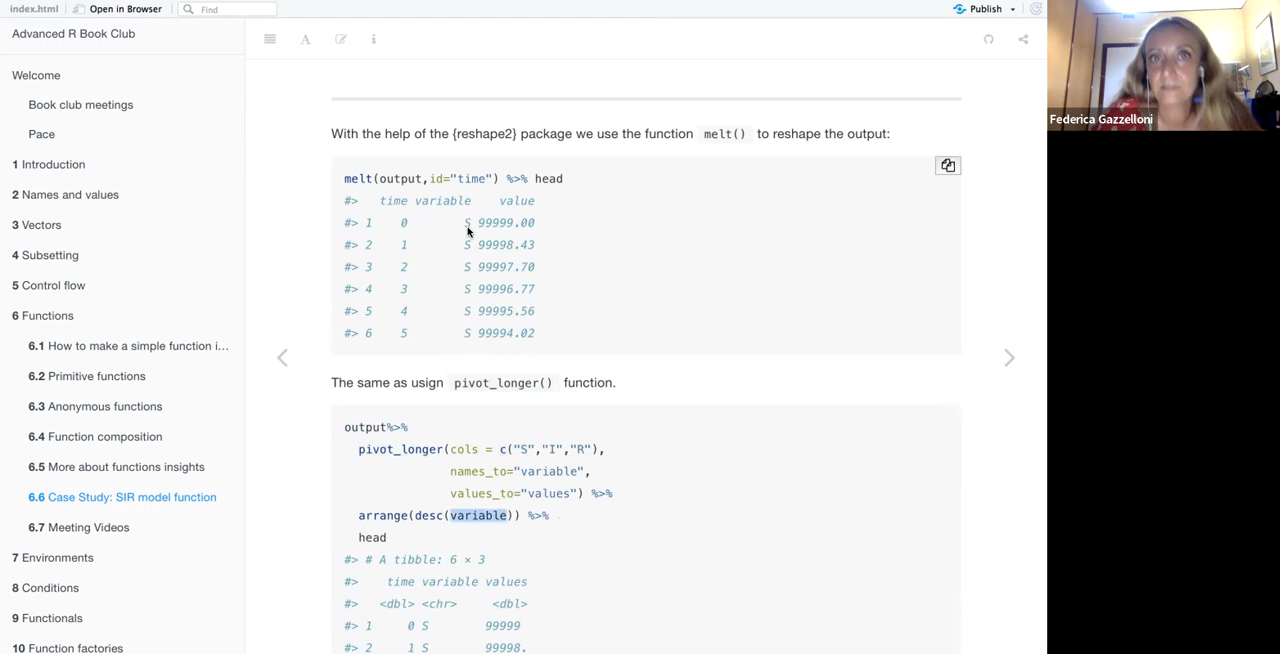 index.html Open in Browser Find Publish
Advanced R Book Club
Welcome
Book club meetings
Pace
1 Introduction
2 Names and values
3 Vectors
4 Subsetting
5 Control flow
6 Functions
6.1 How to make a simple function i...
6.2 Primitive functions
6.3 Anonymous functions
6.4 Function composition
6.5 More about functions insights
6.6 Case Study: SIR model function
6.7 Meeting Videos
7 Environments
8 Conditions
9 Functionals
10 Function factories
With the help of the {reshape2} package we use the function melt() to reshape the output:
melt(output,id="time") %>% head
#>   time variable    value
#> 1    0        S 99999.00
#> 2    1        S 99998.43
#> 3    2        S 99997.70
#> 4    3        S 99996.77
#> 5    4        S 99995.56
#> 6    5        S 99994.02
The same as usign pivot_longer() function.
output%>%
pivot_longer(cols = c("S","I","R"),
names_to="variable",
values_to="values") %>%
arrange(desc(variable)) %>%
head
#> # A tibble: 6 × 3
#>    time variable values
#>   <dbl> <chr>     <dbl>
#> 1     0 S        99999
#> 2     1 S        99998.
Federica Gazzelloni